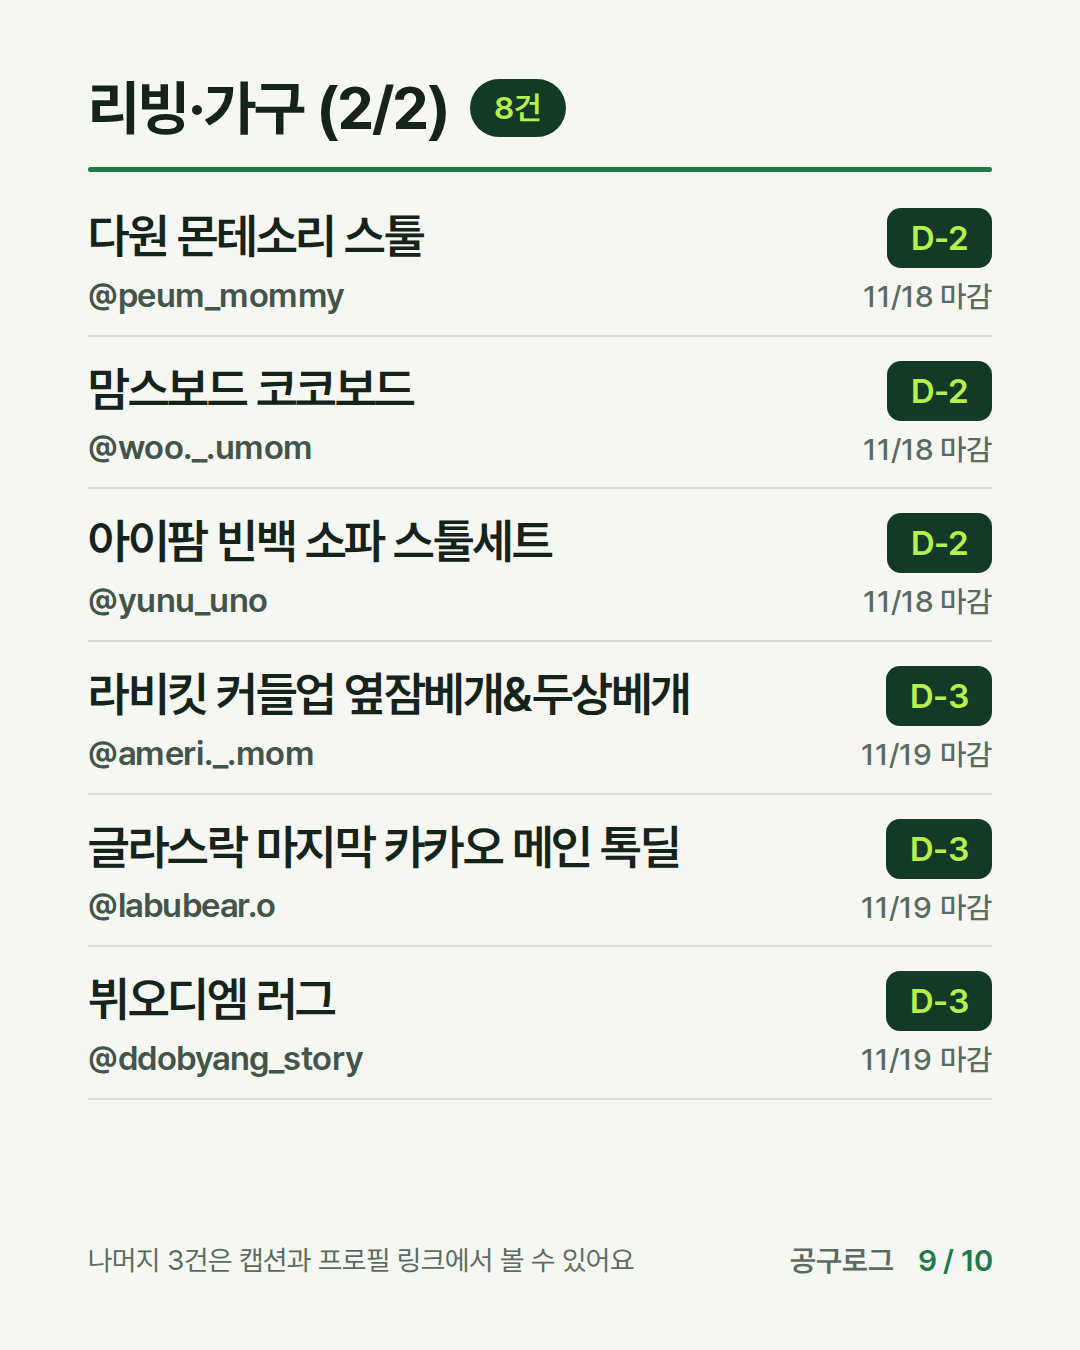 리빙·가구 (2/2) 8건
다원 몬테소리 스툴 D-2
@peum_mommy 11/18 마감
맘스보드 코코보드 D-2
@woo._.umom 11/18 마감
아이팜 빈백 소파 스툴세트 D-2
@yunu_uno 11/18 마감
라비킷 커들업 옆잠베개&두상베개 D-3
@ameri._.mom 11/19 마감
글라스락 마지막 카카오 메인 톡딜 D-3
@labubear.o 11/19 마감
뷔오디엠 러그 D-3
@ddobyang_story 11/19 마감
나머지 3건은 캡션과 프로필 링크에서 볼 수 있어요 공구로그 9 / 10